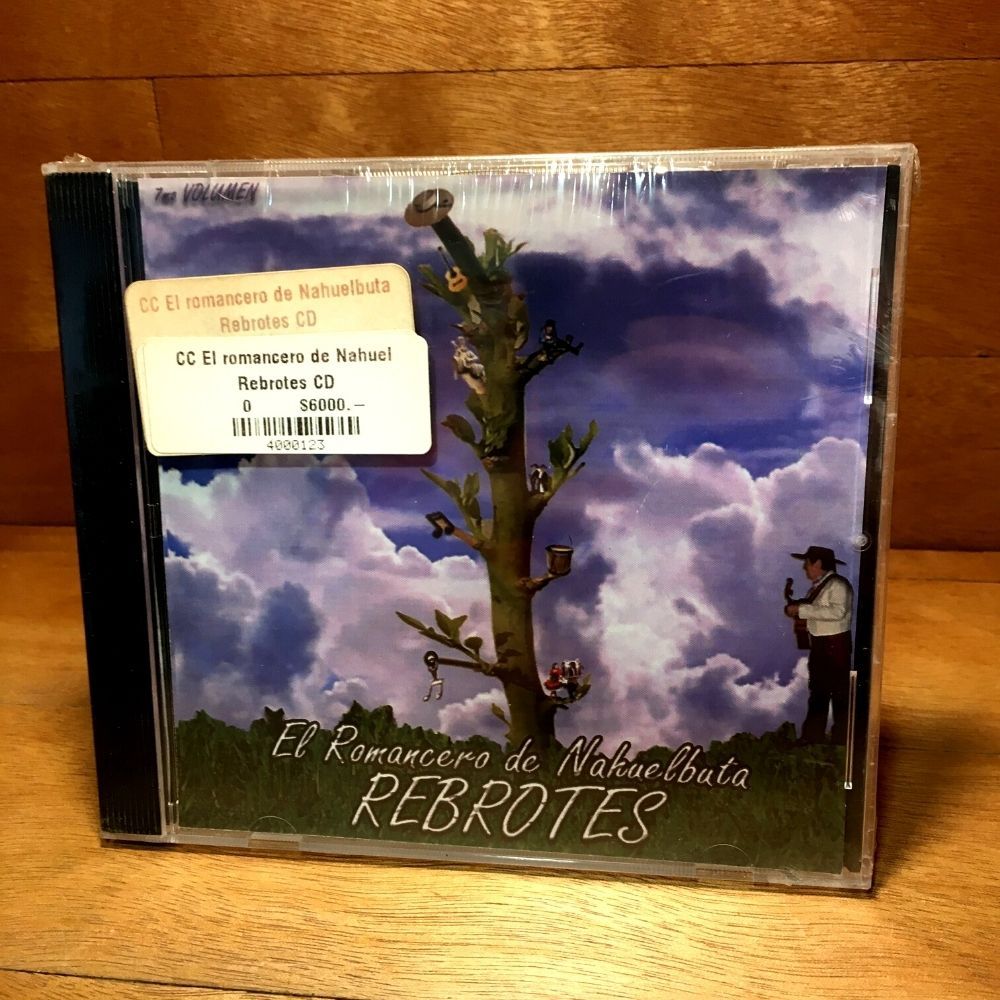 7mo VOLUMEN
CC El romancero de Nahuelbuta
Rebrotes CD
CC El romancero de Nahuel
Rebrotes CD
0 $6000.-
4000123
El Romancero de Nahuelbuta
REBROTES